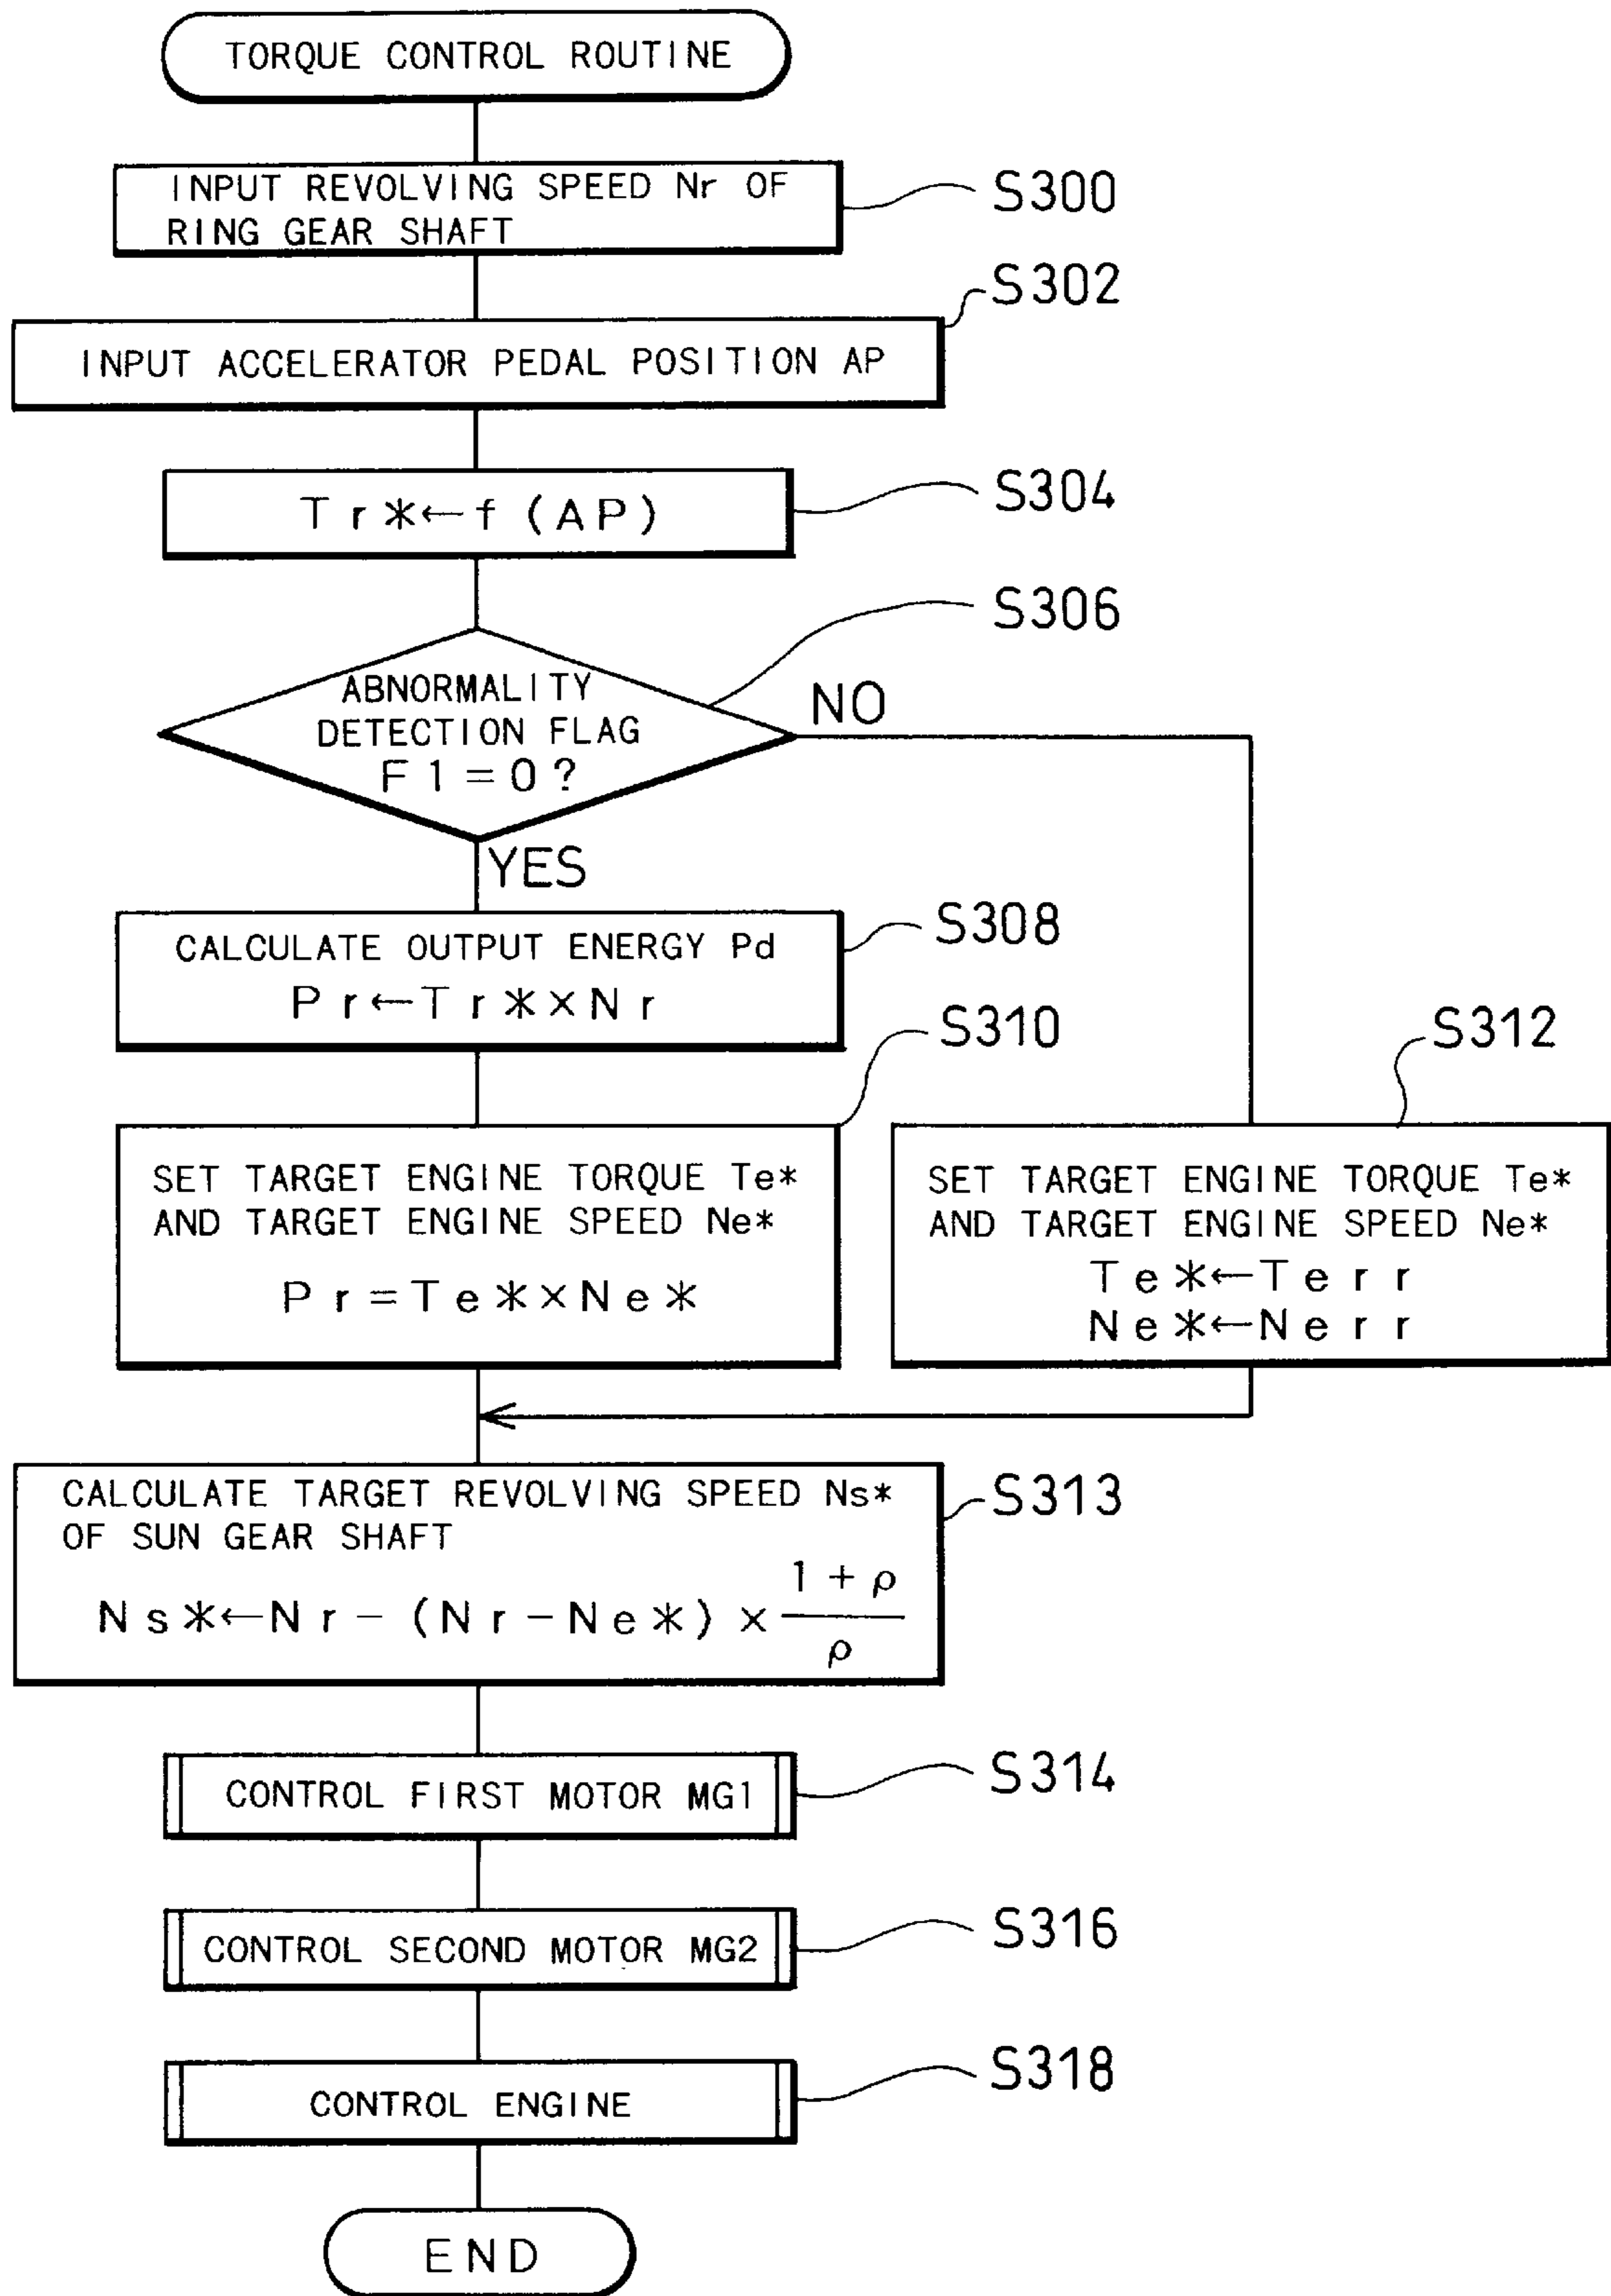 TORQUE CONTROL ROUTINE
INPUT REVOLVING SPEED Nr OF
RING GEAR SHAFT
S300
S302
INPUT ACCELERATOR PEDAL POSITION AP
Tr*←f(AP)
S304
S306
ABNORMALITY
DETECTION FLAG
F1=0?
NO
YES
S308
CALCULATE OUTPUT ENERGY Pd
Pr←Tr*×Nr
S310
S312
SET TARGET ENGINE TORQUE Te*
AND TARGET ENGINE SPEED Ne*
Pr=Te*×Ne*
SET TARGET ENGINE TORQUE Te*
AND TARGET ENGINE SPEED Ne*
Te*←Terr
Ne*←Nerr
CALCULATE TARGET REVOLVING SPEED Ns*
OF SUN GEAR SHAFT
Ns*←Nr-(Nr-Ne*)×(1+ρ)/ρ
S313
CONTROL FIRST MOTOR MG1
S314
CONTROL SECOND MOTOR MG2
S316
CONTROL ENGINE
S318
END